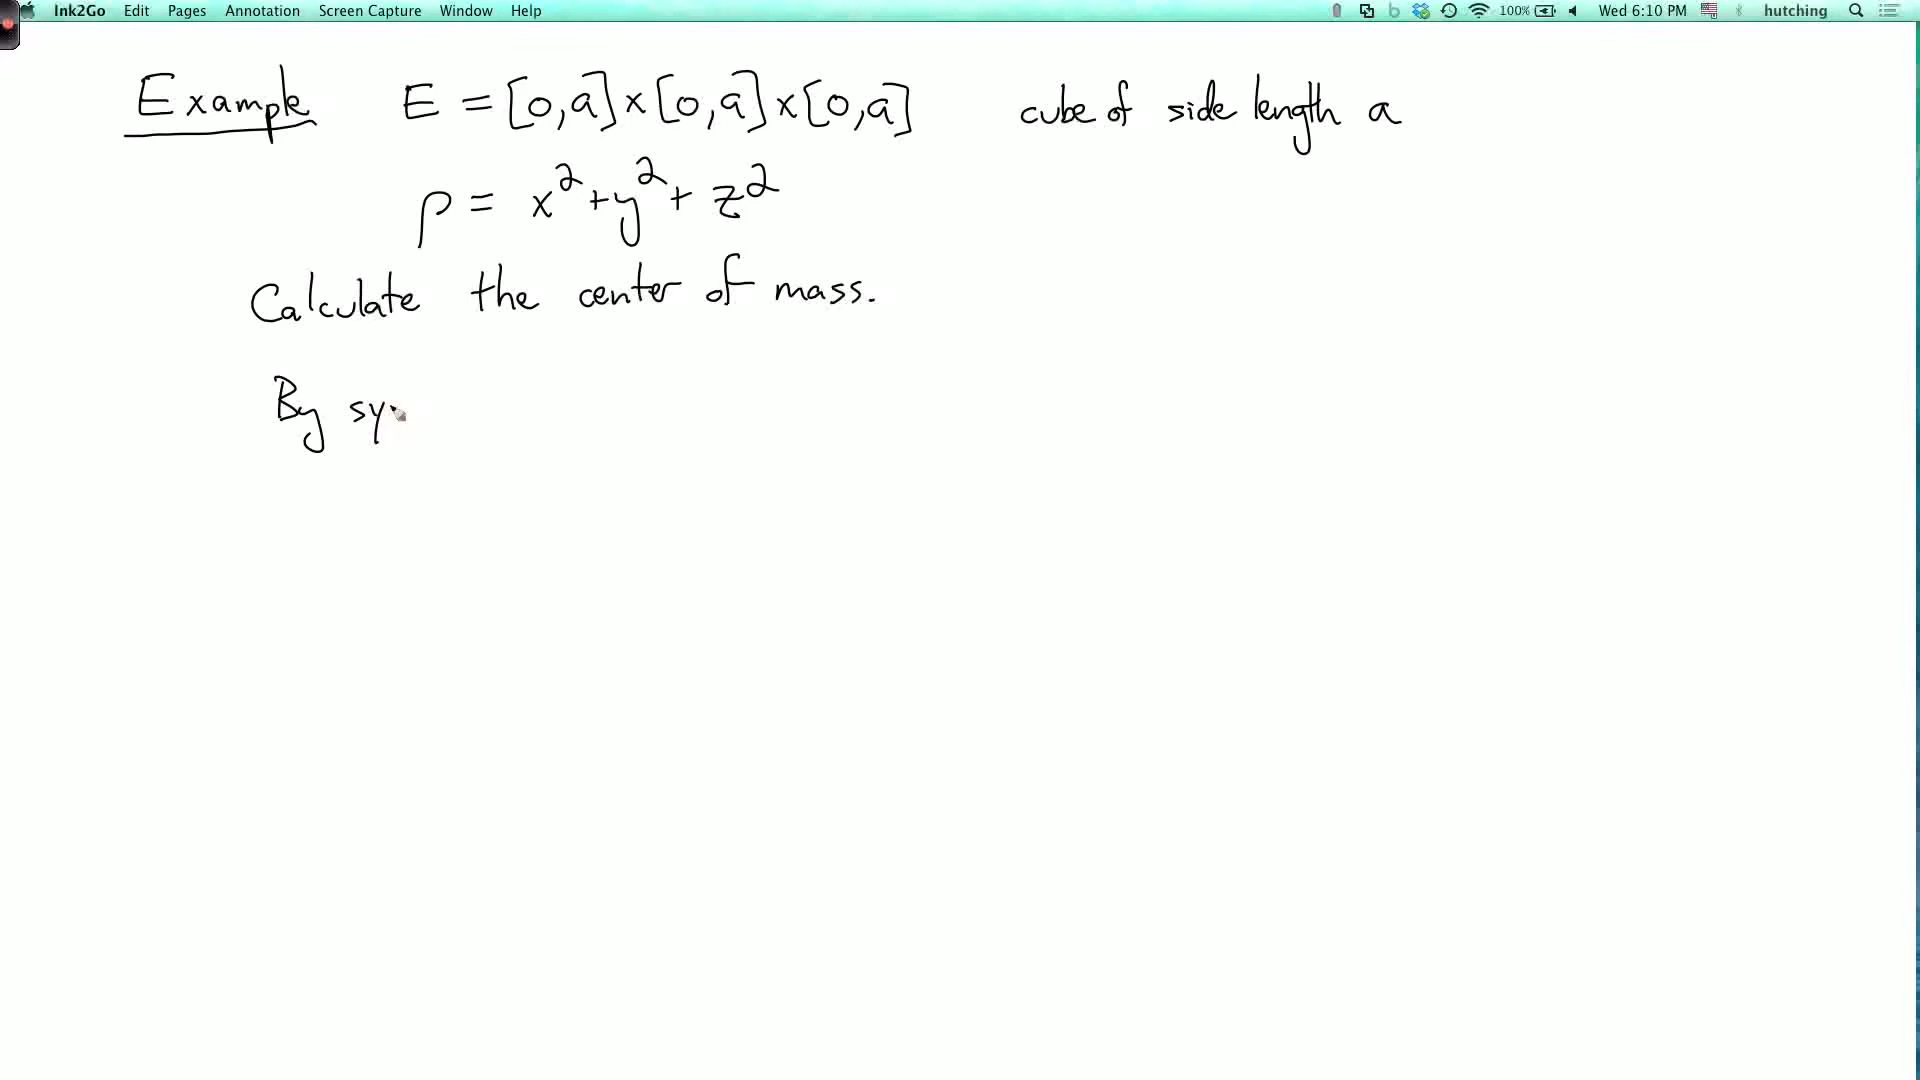 Ink2Go Edit Pages Annotation Screen Capture Window Help 100% Wed 6:10 PM hutching
Example E = [0,a]×[0,a]×[0,a] cube of side length a
ρ = x²+y²+z²
Calculate the center of mass.
By sy